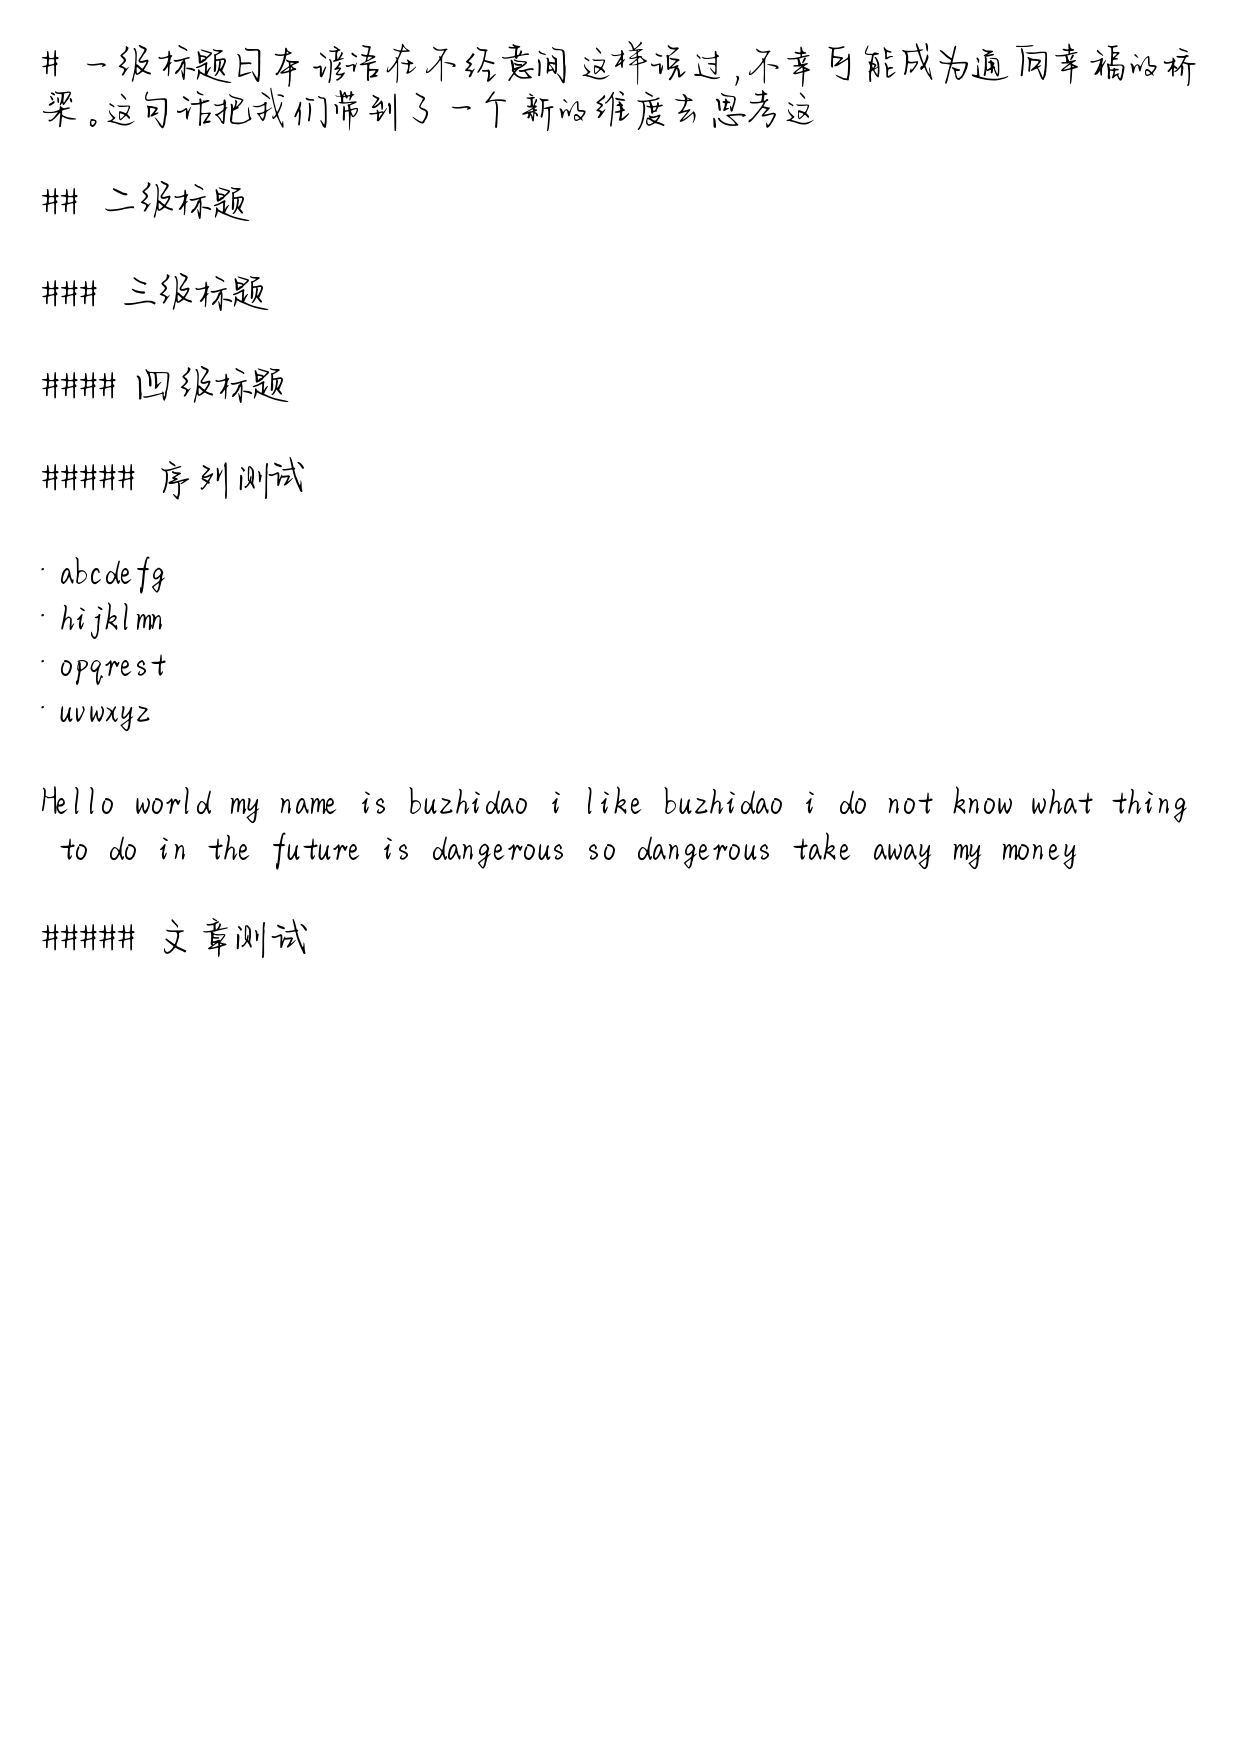 # 一级标题日本谚语在不经意间这样说过,不幸可能成为通向幸福的桥
梁。这句话把我们带到了一个新的维度去思考这
## 二级标题
### 三级标题
#### 四级标题
##### 序列测试
· abcdefg
· hijklmn
· opqrest
· uvwxyz
Hello world my name is buzhidao i like buzhidao i do not know what thing
to do in the future is dangerous so dangerous take away my money
##### 文章测试